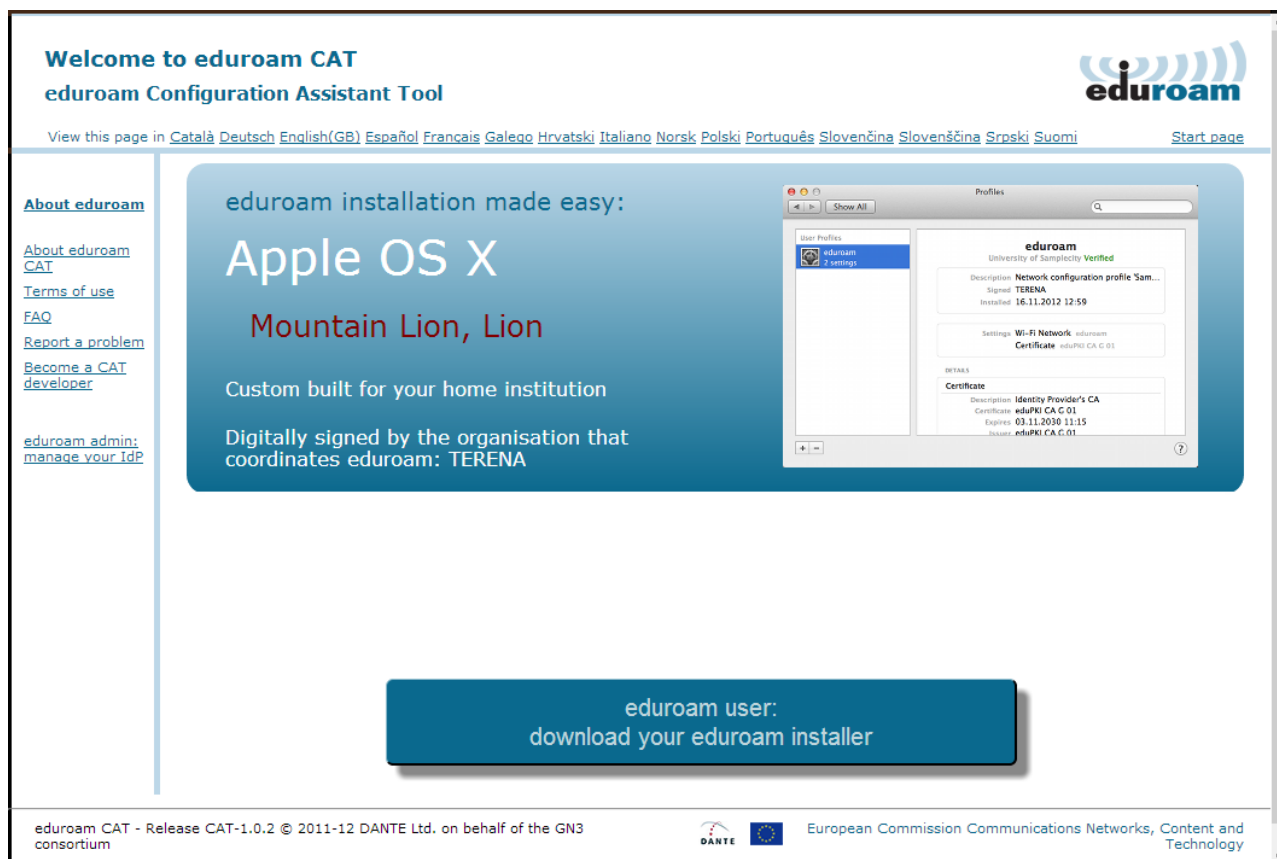 Welcome to eduroam CAT
eduroam Configuration Assistant Tool
eduroam
View this page in Català Deutsch English(GB) Español Français Galego Hrvatski Italiano Norsk Polski Português Slovenčina Slovenščina Srpski Suomi
Start page
About eduroam
About eduroam
CAT
Terms of use
FAQ
Report a problem
Become a CAT
developer
eduroam admin:
manage your IdP
eduroam installation made easy:
Apple OS X
Mountain Lion, Lion
Custom built for your home institution
Digitally signed by the organisation that
coordinates eduroam: TERENA
Profiles
Show All
User Profiles
eduroam
2 settings
eduroam
University of Samplecity Verified
Description Network configuration profile 'Sam...
Signed TERENA
Installed 16.11.2012 12:59
Settings Wi-Fi Network eduroam
Certificate eduPKI CA G 01
DETAILS
Certificate
Description Identity Provider's CA
Certificate eduPKI CA G 01
Expires 03.11.2030 11:15
Issuer eduPKI CA G 01
+ −
?
eduroam user:
download your eduroam installer
eduroam CAT - Release CAT-1.0.2 © 2011-12 DANTE Ltd. on behalf of the GN3
consortium
DANTE
European Commission Communications Networks, Content and
Technology